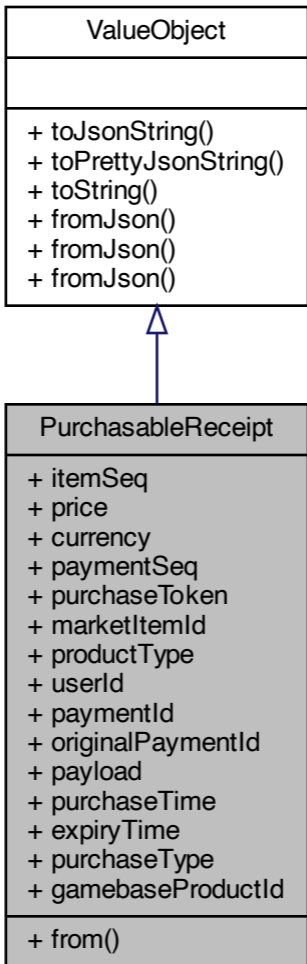 ValueObject
+ toJsonString()
+ toPrettyJsonString()
+ toString()
+ fromJson()
+ fromJson()
+ fromJson()
PurchasableReceipt
+ itemSeq
+ price
+ currency
+ paymentSeq
+ purchaseToken
+ marketItemId
+ productType
+ userId
+ paymentId
+ originalPaymentId
+ payload
+ purchaseTime
+ expiryTime
+ purchaseType
+ gamebaseProductId
+ from()